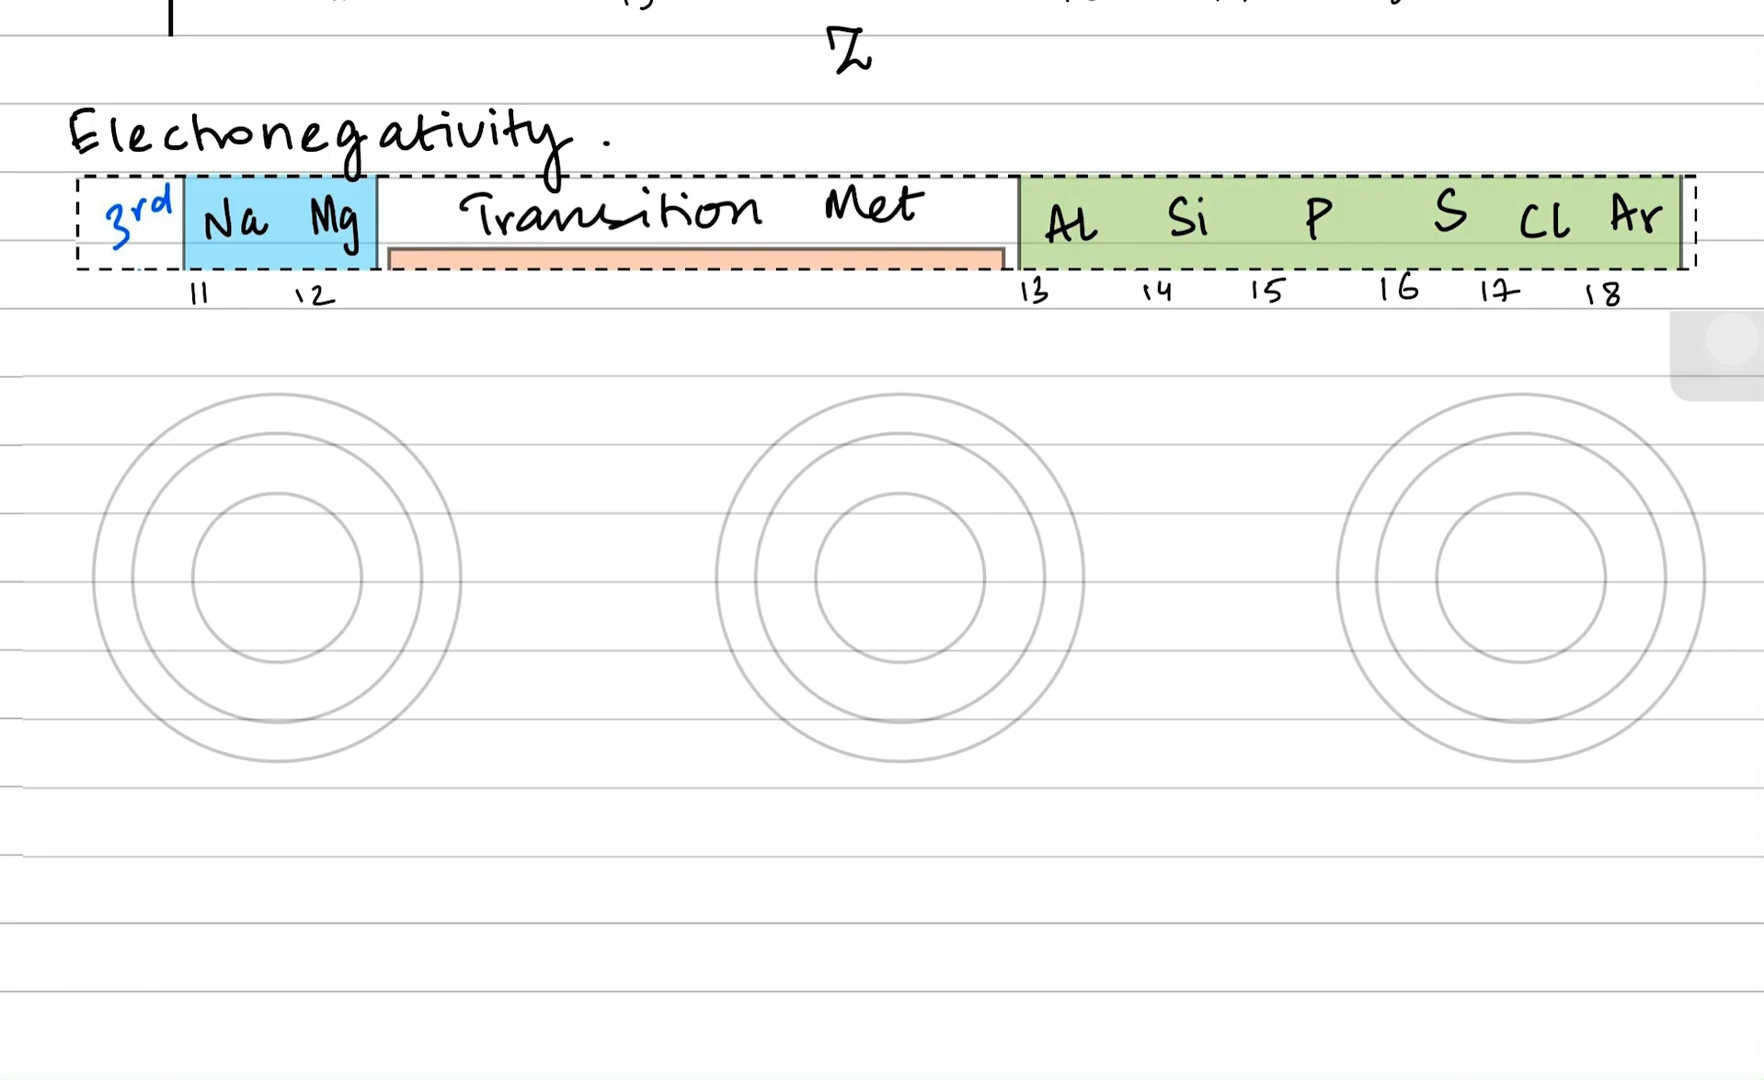 Z
Electronegativity.
3rd Na Mg Transition Met Al Si P S Cl Ar
11 12 13 14 15 16 17 18